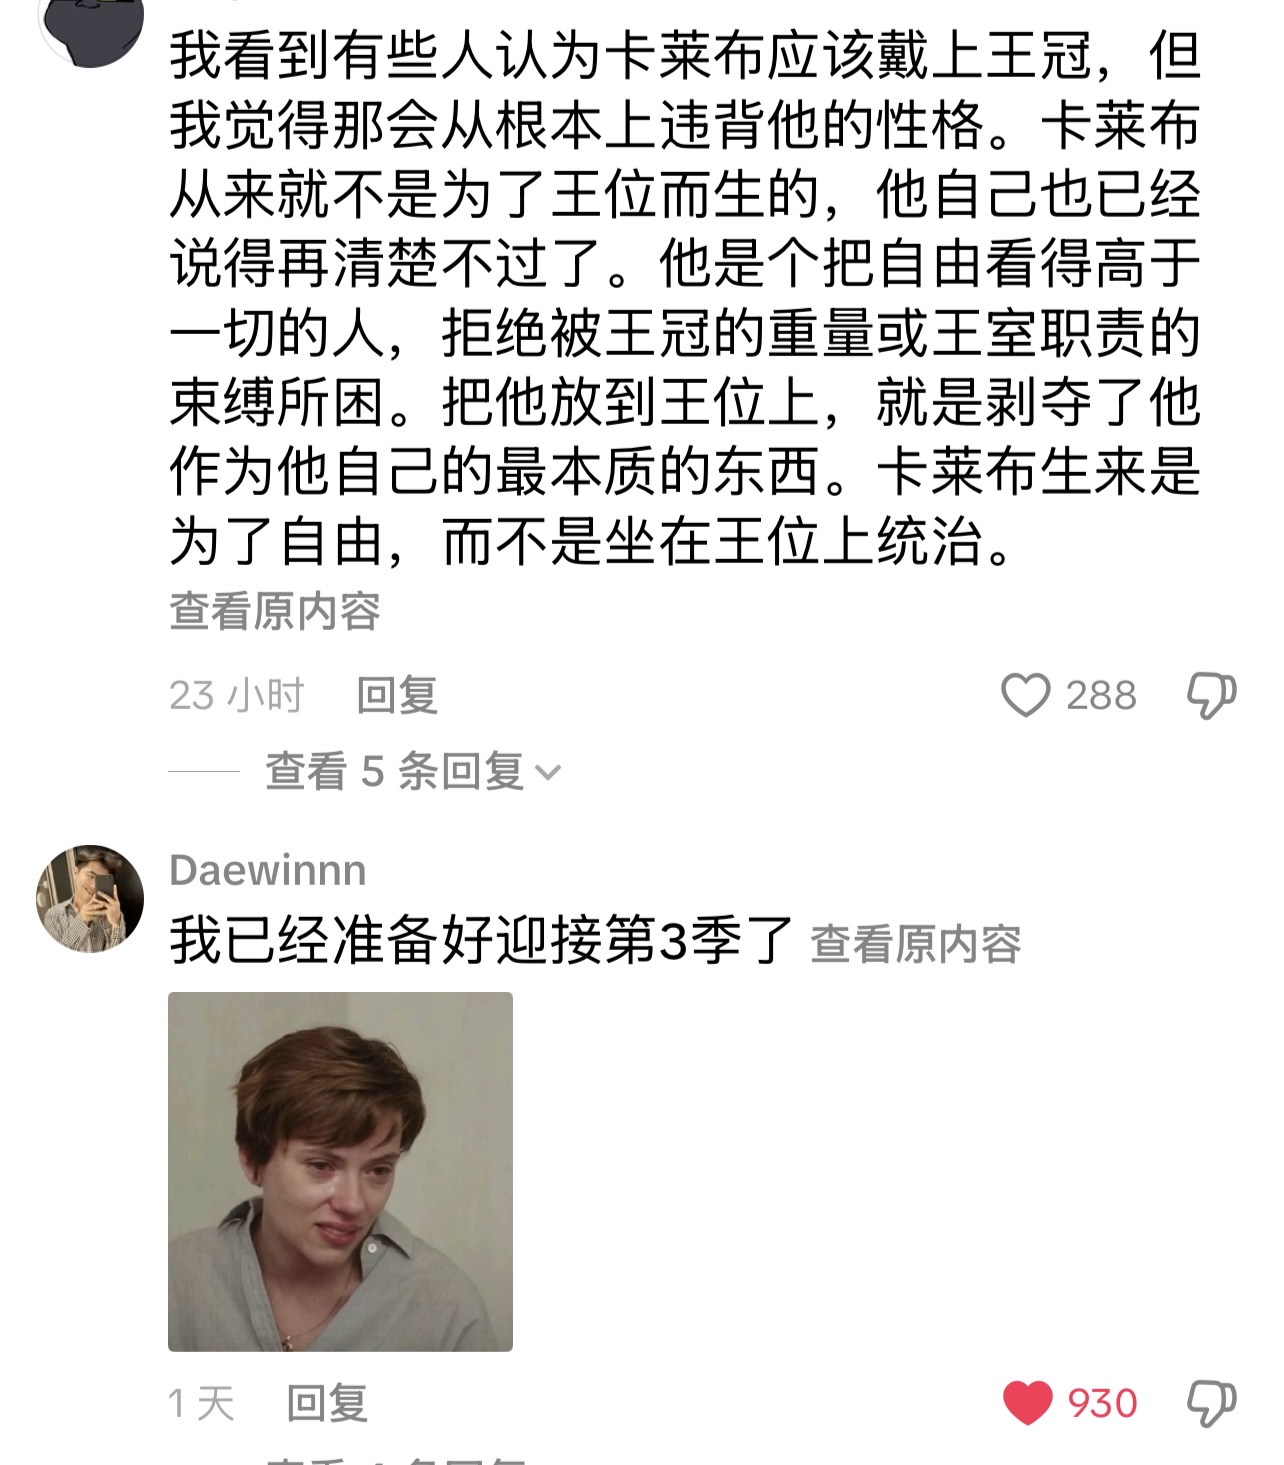 我看到有些人认为卡莱布应该戴上王冠，但
我觉得那会从根本上违背他的性格。卡莱布
从来就不是为了王位而生的，他自己也已经
说得再清楚不过了。他是个把自由看得高于
一切的人，拒绝被王冠的重量或王室职责的
束缚所困。把他放到王位上，就是剥夺了他
作为他自己的最本质的东西。卡莱布生来是
为了自由，而不是坐在王位上统治。
查看原内容
23 小时 回复 288
查看 5 条回复
Daewinnn
我已经准备好迎接第3季了 查看原内容
1 天 回复 930